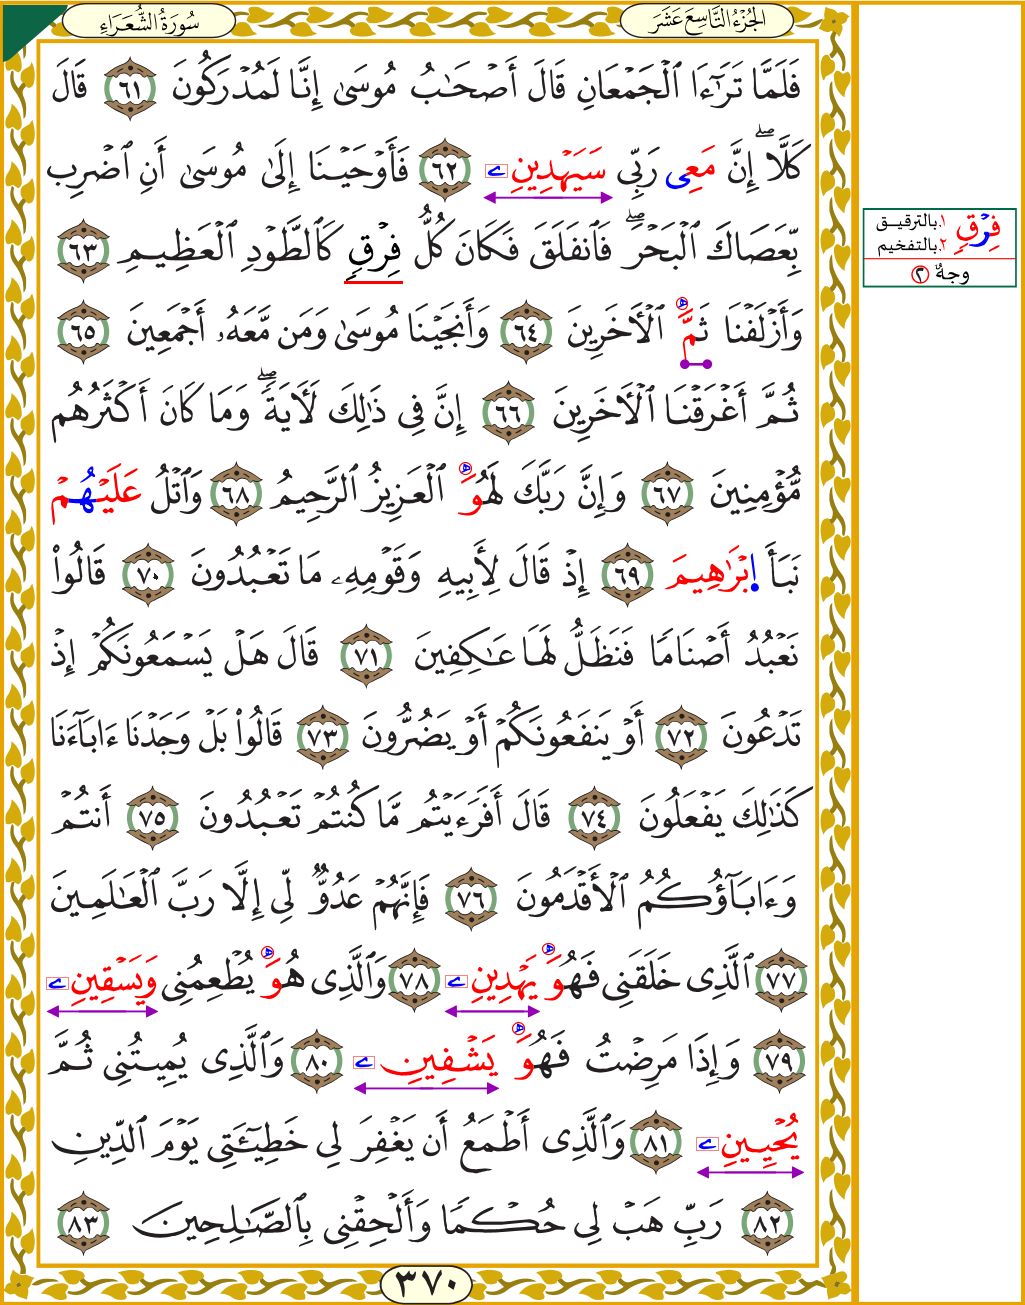 الجُزْءُ التَّاسِعَ عَشَرَ
سُورَةُ الشُّعَرَاءِ
فَلَمَّا تَرَٰٓءَا ٱلْجَمْعَانِ قَالَ أَصْحَـٰبُ مُوسَىٰٓ إِنَّا لَمُدْرَكُونَ ٦١ قَالَ
كَلَّآۖ إِنَّ مَعِى رَبِّى سَيَهْدِينِۦ ٦٢ فَأَوْحَيْنَآ إِلَىٰ مُوسَىٰٓ أَنِ ٱضْرِب
بِّعَصَاكَ ٱلْبَحْرَۖ فَٱنفَلَقَ فَكَانَ كُلُّ فِرْقٍ كَٱلطَّوْدِ ٱلْعَظِيمِ ٦٣
وَأَزْلَفْنَا ثَمَّهْ ٱلْـَٔاخَرِينَ ٦٤ وَأَنجَيْنَا مُوسَىٰ وَمَن مَّعَهُۥٓ أَجْمَعِينَ ٦٥
ثُمَّ أَغْرَقْنَا ٱلْـَٔاخَرِينَ ٦٦ إِنَّ فِى ذَٰلِكَ لَـَٔايَةًۖ وَمَا كَانَ أَكْثَرُهُم
مُّؤْمِنِينَ ٦٧ وَإِنَّ رَبَّكَ لَهُوَهْ ٱلْعَزِيزُ ٱلرَّحِيمُ ٦٨ وَٱتْلُ عَلَيْهُمْ
نَبَأَ إِبْرَٰهِيمَ ٦٩ إِذْ قَالَ لِأَبِيهِ وَقَوْمِهِۦ مَا تَعْبُدُونَ ٧٠ قَالُوا۟
نَعْبُدُ أَصْنَامًا فَنَظَلُّ لَهَا عَـٰكِفِينَ ٧١ قَالَ هَلْ يَسْمَعُونَكُمْ إِذْ
تَدْعُونَ ٧٢ أَوْ يَنفَعُونَكُمْ أَوْ يَضُرُّونَ ٧٣ قَالُوا۟ بَلْ وَجَدْنَآ ءَابَآءَنَا
كَذَٰلِكَ يَفْعَلُونَ ٧٤ قَالَ أَفَرَءَيْتُم مَّا كُنتُمْ تَعْبُدُونَ ٧٥ أَنتُمْ
وَءَابَآؤُكُمُ ٱلْأَقْدَمُونَ ٧٦ فَإِنَّهُمْ عَدُوٌّ لِّىٓ إِلَّا رَبَّ ٱلْعَـٰلَمِينَ
٧٧ ٱلَّذِى خَلَقَنِى فَهُوَهْ يَهْدِينِۦ ٧٨ وَٱلَّذِى هُوَهْ يُطْعِمُنِى وَيَسْقِينِۦ
٧٩ وَإِذَا مَرِضْتُ فَهُوَهْ يَشْفِينِۦ ٨٠ وَٱلَّذِى يُمِيتُنِى ثُمَّ
يُحْيِينِۦ ٨١ وَٱلَّذِىٓ أَطْمَعُ أَن يَغْفِرَ لِى خَطِيٓـَٔتِى يَوْمَ ٱلدِّينِ
٨٢ رَبِّ هَبْ لِى حُكْمًا وَأَلْحِقْنِى بِٱلصَّـٰلِحِينَ ٨٣
٣٧٠
فِرْقٍ ١. بالترقيق
٢. بالتفخيم
٢ وجهٌ